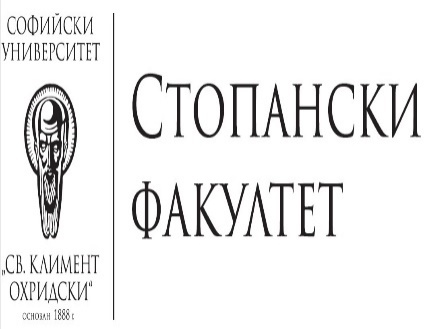 СОФИЙСКИ
УНИВЕРСИТЕТ
„СВ. КЛИМЕНТ
ОХРИДСКИ“
ОСНОВАН 1888 г.
СТОПАНСКИ
ФАКУЛТЕТ